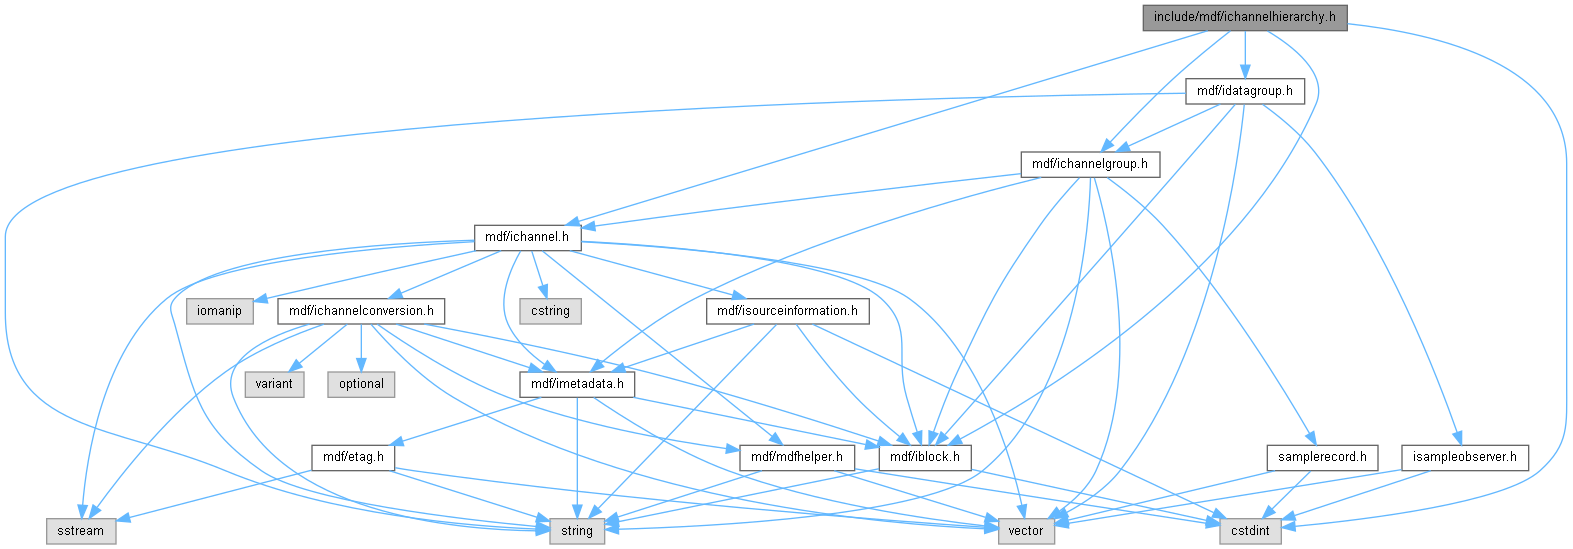 include/mdf/ichannelhierarchy.h
mdf/idatagroup.h
mdf/ichannelgroup.h
mdf/ichannel.h
iomanip
mdf/ichannelconversion.h
cstring
mdf/isourceinformation.h
variant
optional
mdf/imetadata.h
mdf/etag.h
mdf/mdfhelper.h
mdf/iblock.h
samplerecord.h
isampleobserver.h
sstream
string
vector
cstdint